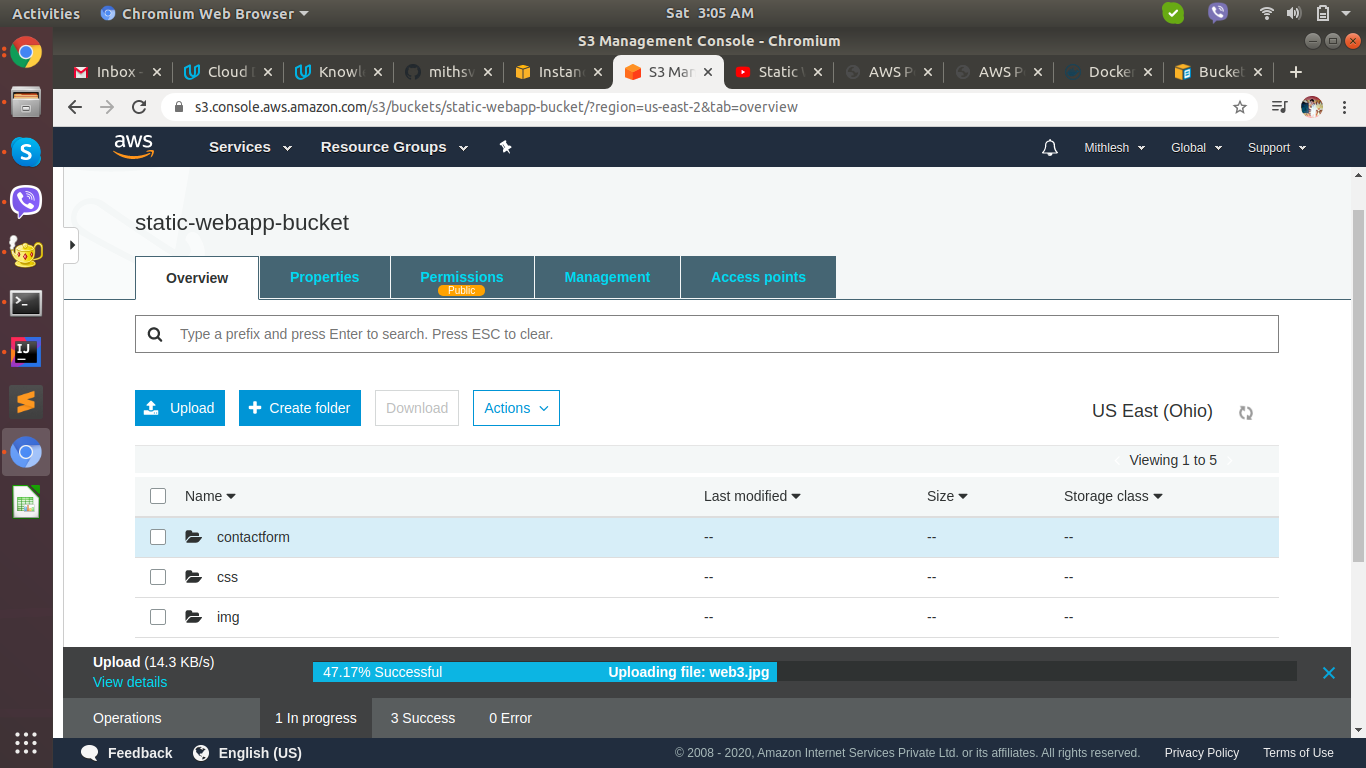 Activities Chromium Web Browser Sat 3:05 AM
S3 Management Console - Chromium
Inbox - Cloud D Knowl mithsv Instan S3 Man Static W AWS P AWS P Docker Bucket
s3.console.aws.amazon.com/s3/buckets/static-webapp-bucket/?region=us-east-2&tab=overview
aws Services Resource Groups Mithlesh Global Support
static-webapp-bucket
Overview Properties Permissions Management Access points
Public
Type a prefix and press Enter to search. Press ESC to clear.
Upload Create folder Download Actions US East (Ohio)
Viewing 1 to 5
Name Last modified Size Storage class
contactform -- -- --
css -- -- --
img -- -- --
Upload (14.3 KB/s) 47.17% Successful Uploading file: web3.jpg
View details
Operations 1 In progress 3 Success 0 Error
Feedback English (US) © 2008 - 2020, Amazon Internet Services Private Ltd. or its affiliates. All rights reserved. Privacy Policy Terms of Use